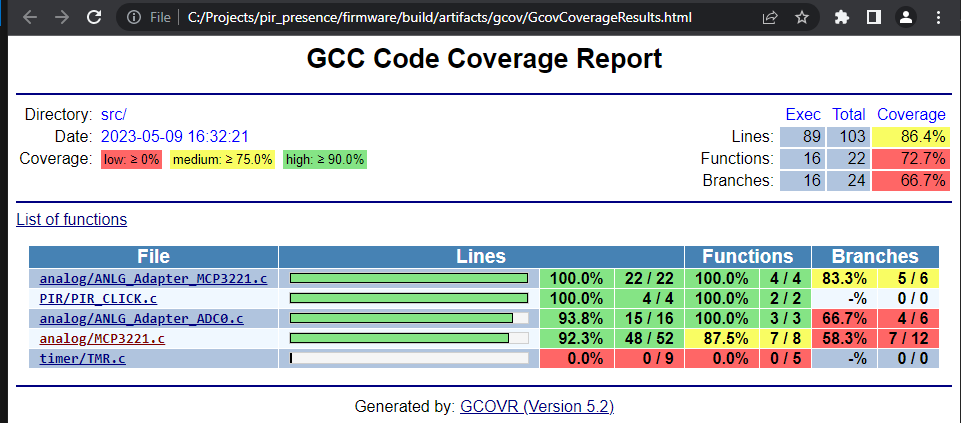 File C:/Projects/pir_presence/firmware/build/artifacts/gcov/GcovCoverageResults.html
GCC Code Coverage Report
Directory: src/
Date: 2023-05-09 16:32:21
Coverage: low: ≥ 0% medium: ≥ 75.0% high: ≥ 90.0%
Exec Total Coverage
Lines: 89 103 86.4%
Functions: 16 22 72.7%
Branches: 16 24 66.7%
List of functions
File Lines Functions Branches
analog/ANLG_Adapter_MCP3221.c 100.0% 22 / 22 100.0% 4 / 4 83.3% 5 / 6
PIR/PIR_CLICK.c 100.0% 4 / 4 100.0% 2 / 2 -% 0 / 0
analog/ANLG_Adapter_ADC0.c 93.8% 15 / 16 100.0% 3 / 3 66.7% 4 / 6
analog/MCP3221.c 92.3% 48 / 52 87.5% 7 / 8 58.3% 7 / 12
timer/TMR.c 0.0% 0 / 9 0.0% 0 / 5 -% 0 / 0
Generated by: GCOVR (Version 5.2)